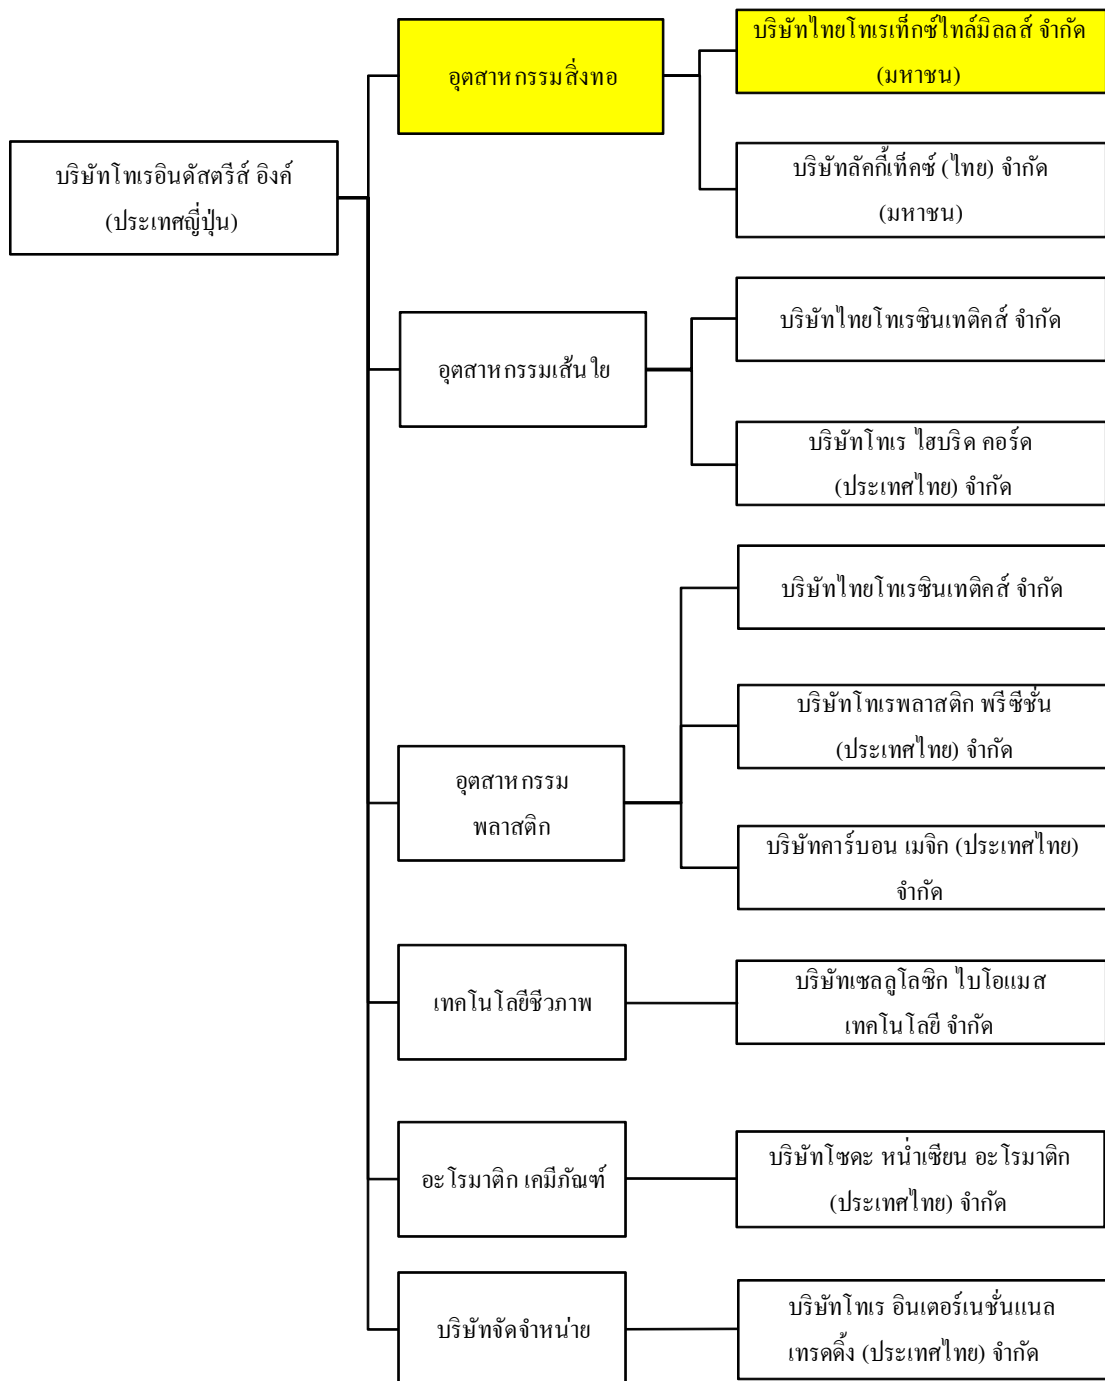 บริษัทโทเรอินดัสตรีส์ อิงค์
(ประเทศญี่ปุ่น)
อุตสาหกรรมสิ่งทอ
บริษัทไทยโทเรเท็กซ์ไทล์มิลลส์ จำกัด
(มหาชน)
บริษัทลัคกี้เท็คซ์ (ไทย) จำกัด
(มหาชน)
อุตสาหกรรมเส้นใย
บริษัทไทยโทเรซินเทติคส์ จำกัด
บริษัทโทเร ไฮบริด คอร์ด
(ประเทศไทย) จำกัด
อุตสาหกรรม
พลาสติก
บริษัทไทยโทเรซินเทติคส์ จำกัด
บริษัทโทเรพลาสติก พรีซีชั่น
(ประเทศไทย) จำกัด
บริษัทคาร์บอน เมจิก (ประเทศไทย)
จำกัด
เทคโนโลยีชีวภาพ
บริษัทเซลลูโลซิก ไบโอแมส
เทคโนโลยี จำกัด
อะโรมาติก เคมีภัณฑ์
บริษัทโซดะ หน่ำเซียน อะโรมาติก
(ประเทศไทย) จำกัด
บริษัทจัดจำหน่าย
บริษัทโทเร อินเตอร์เนชั่นแนล
เทรดดิ้ง (ประเทศไทย) จำกัด